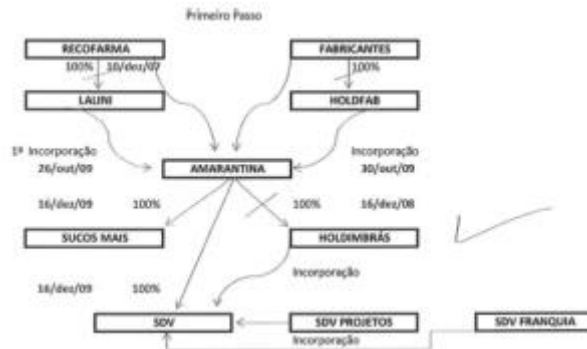 Primeiro Passo
RECOFARMA FABRICANTES
100% 10/dez/07 100%
LALINI HOLDFAB
1ª Incorporação Incorporação
26/out/09 AMARANTINA 30/out/09
16/dez/09 100% 100% 16/dez/08
SUCOS MAIS HOLDIMBRÁS
Incorporação
16/dez/09 100%
SDV SDV PROJETOS SDV FRANQUIA
Incorporação